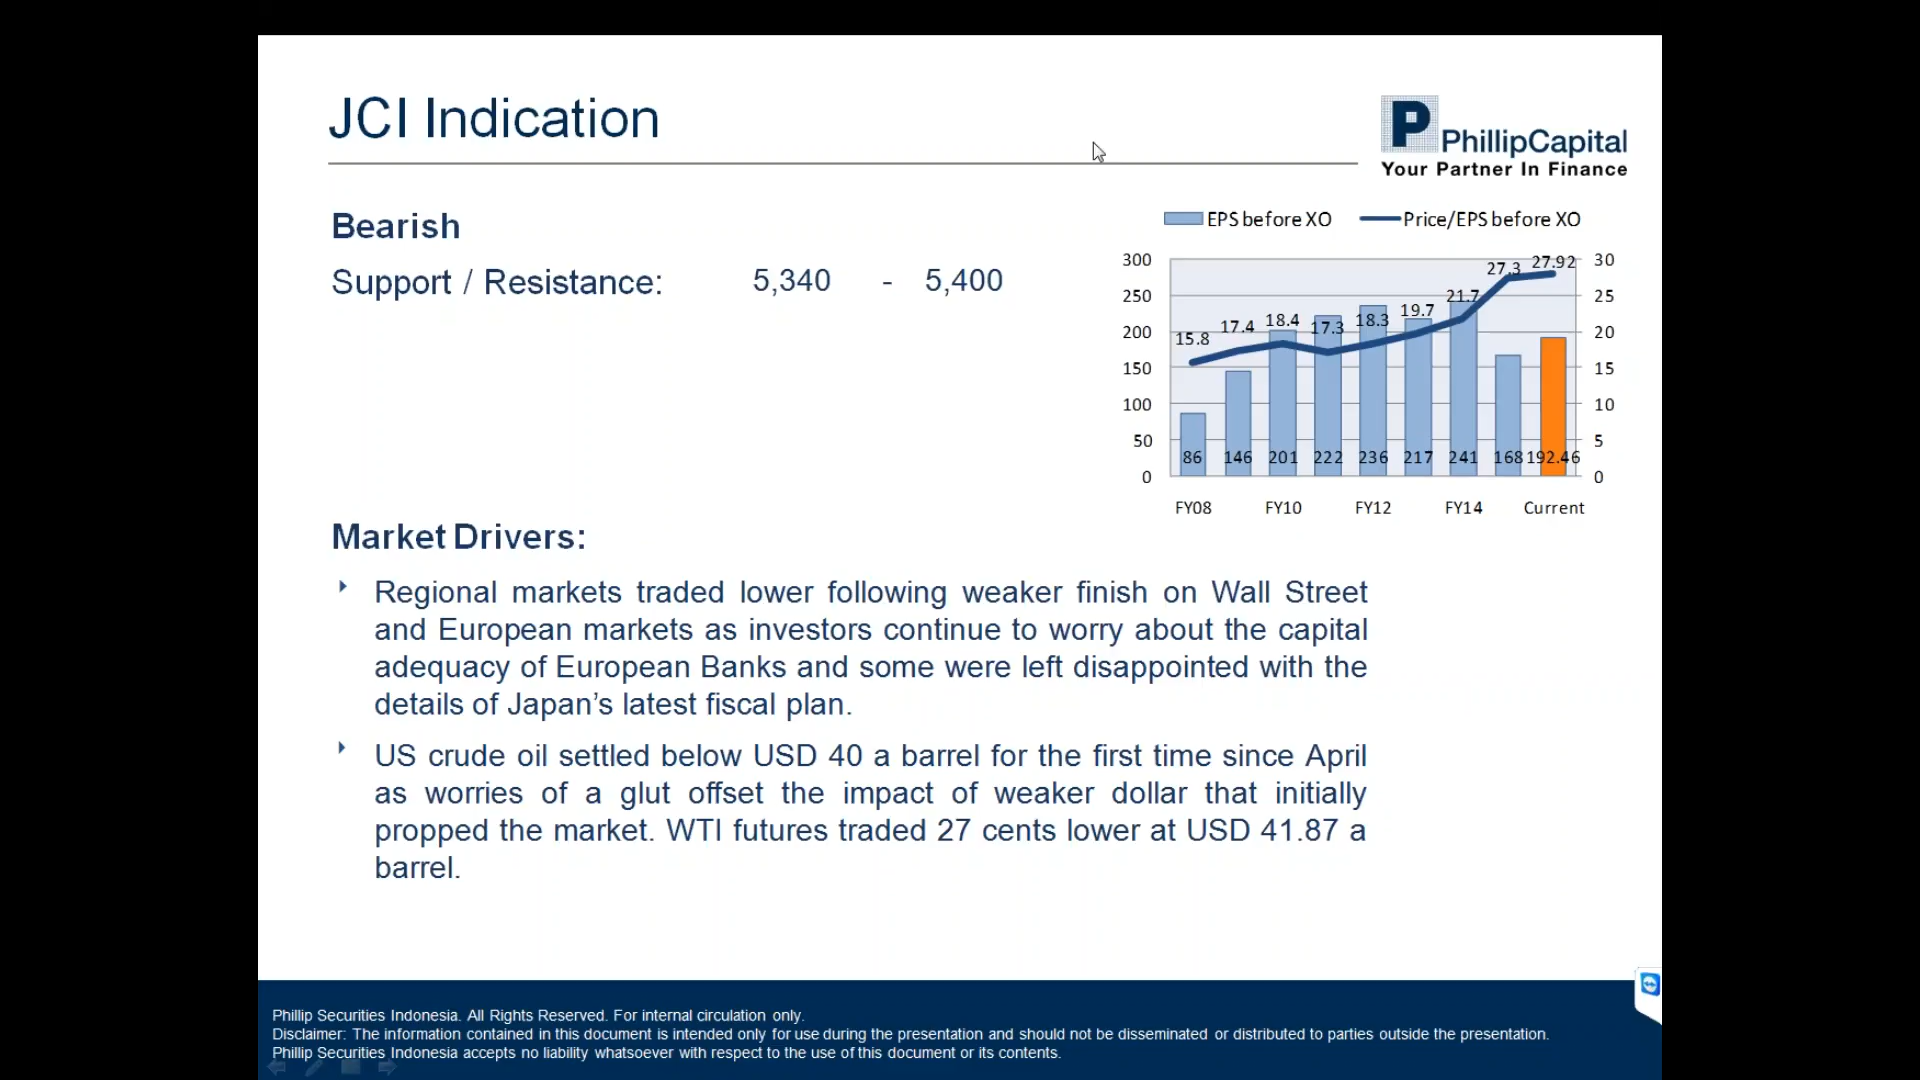 JCI Indication
P
PhillipCapital
Your Partner In Finance
Bearish
Support / Resistance: 5,340 - 5,400
EPS before XO Price/EPS before XO
300 30
250 25
200 20
150 15
100 10
50 5
0 0
15.8 17.4 18.4 17.3 18.3 19.7 21.7 27.3 27.92
86 146 201 222 236 217 241 168 192.46
FY08 FY10 FY12 FY14 Current
Market Drivers:
Regional markets traded lower following weaker finish on Wall Street
and European markets as investors continue to worry about the capital
adequacy of European Banks and some were left disappointed with the
details of Japan’s latest fiscal plan.
US crude oil settled below USD 40 a barrel for the first time since April
as worries of a glut offset the impact of weaker dollar that initially
propped the market. WTI futures traded 27 cents lower at USD 41.87 a
barrel.
Phillip Securities Indonesia. All Rights Reserved. For internal circulation only.
Disclaimer: The information contained in this document is intended only for use during the presentation and should not be disseminated or distributed to parties outside the presentation.
Phillip Securities Indonesia accepts no liability whatsoever with respect to the use of this document or its contents.